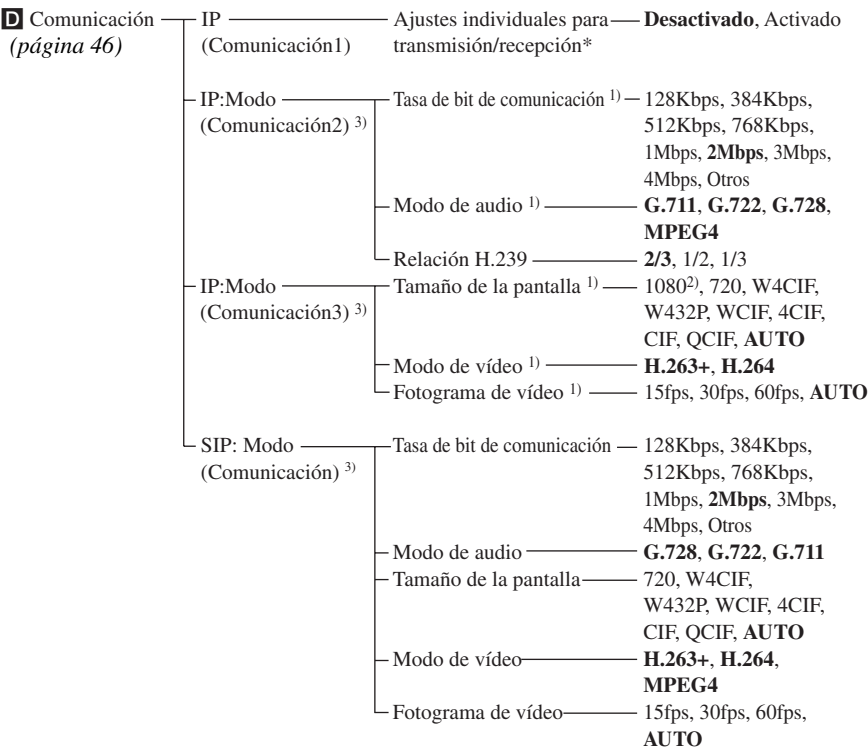 D Comunicación IP Ajustes individuales para Desactivado, Activado
(página 46) (Comunicación1) transmisión/recepción*
IP:Modo Tasa de bit de comunicación 1) 128Kbps, 384Kbps,
(Comunicación2) 3) 512Kbps, 768Kbps,
1Mbps, 2Mbps, 3Mbps,
4Mbps, Otros
Modo de audio 1) G.711, G.722, G.728,
MPEG4
Relación H.239 2/3, 1/2, 1/3
IP:Modo Tamaño de la pantalla 1) 10802), 720, W4CIF,
(Comunicación3) 3) W432P, WCIF, 4CIF,
CIF, QCIF, AUTO
Modo de vídeo 1) H.263+, H.264
Fotograma de vídeo 1) 15fps, 30fps, 60fps, AUTO
SIP: Modo Tasa de bit de comunicación 128Kbps, 384Kbps,
(Comunicación) 3) 512Kbps, 768Kbps,
1Mbps, 2Mbps, 3Mbps,
4Mbps, Otros
Modo de audio G.728, G.722, G.711
Tamaño de la pantalla 720, W4CIF,
W432P, WCIF, 4CIF,
CIF, QCIF, AUTO
Modo de vídeo H.263+, H.264,
MPEG4
Fotograma de vídeo 15fps, 30fps, 60fps,
AUTO